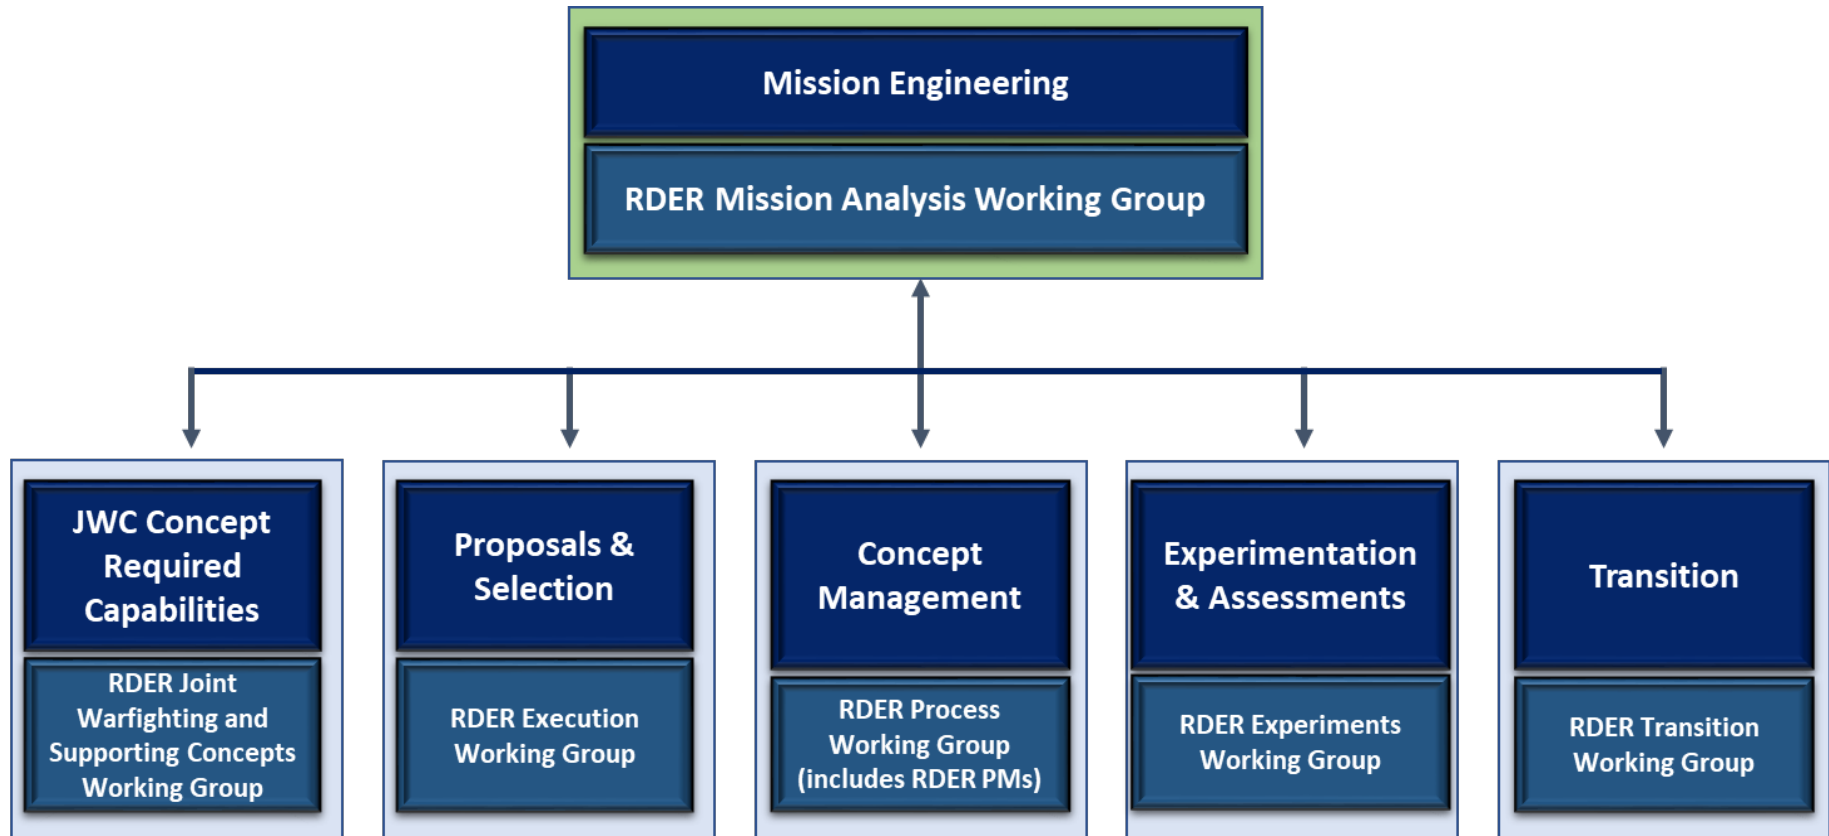 Mission Engineering
RDER Mission Analysis Working Group
JWC Concept
Required
Capabilities
RDER Joint
Warfighting and
Supporting Concepts
Working Group
Proposals &
Selection
RDER Execution
Working Group
Concept
Management
RDER Process
Working Group
(includes RDER PMs)
Experimentation
& Assessments
RDER Experiments
Working Group
Transition
RDER Transition
Working Group